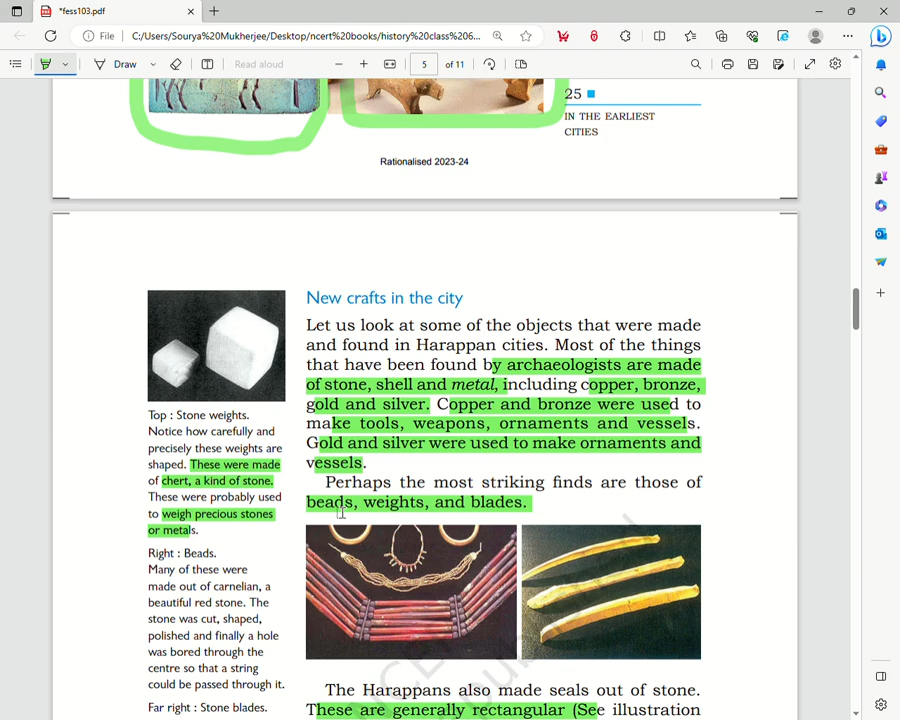 *fess103.pdf
File
C:/Users/Sourya%20Mukherjee/Desktop/ncert%20books/history%20class%206...
Draw
Read aloud
5 of 11
25
IN THE EARLIEST
CITIES
Rationalised 2023-24
New crafts in the city
Let us look at some of the objects that were made
and found in Harappan cities. Most of the things
that have been found by archaeologists are made
of stone, shell and metal, including copper, bronze,
gold and silver. Copper and bronze were used to
make tools, weapons, ornaments and vessels.
Gold and silver were used to make ornaments and
vessels.
Perhaps the most striking finds are those of
beads, weights, and blades.
Top : Stone weights.
Notice how carefully and
precisely these weights are
shaped. These were made
of chert, a kind of stone.
These were probably used
to weigh precious stones
or metals.
Right : Beads.
Many of these were
made out of carnelian, a
beautiful red stone. The
stone was cut, shaped,
polished and finally a hole
was bored through the
centre so that a string
could be passed through it.
Far right : Stone blades.
The Harappans also made seals out of stone.
These are generally rectangular (See illustration